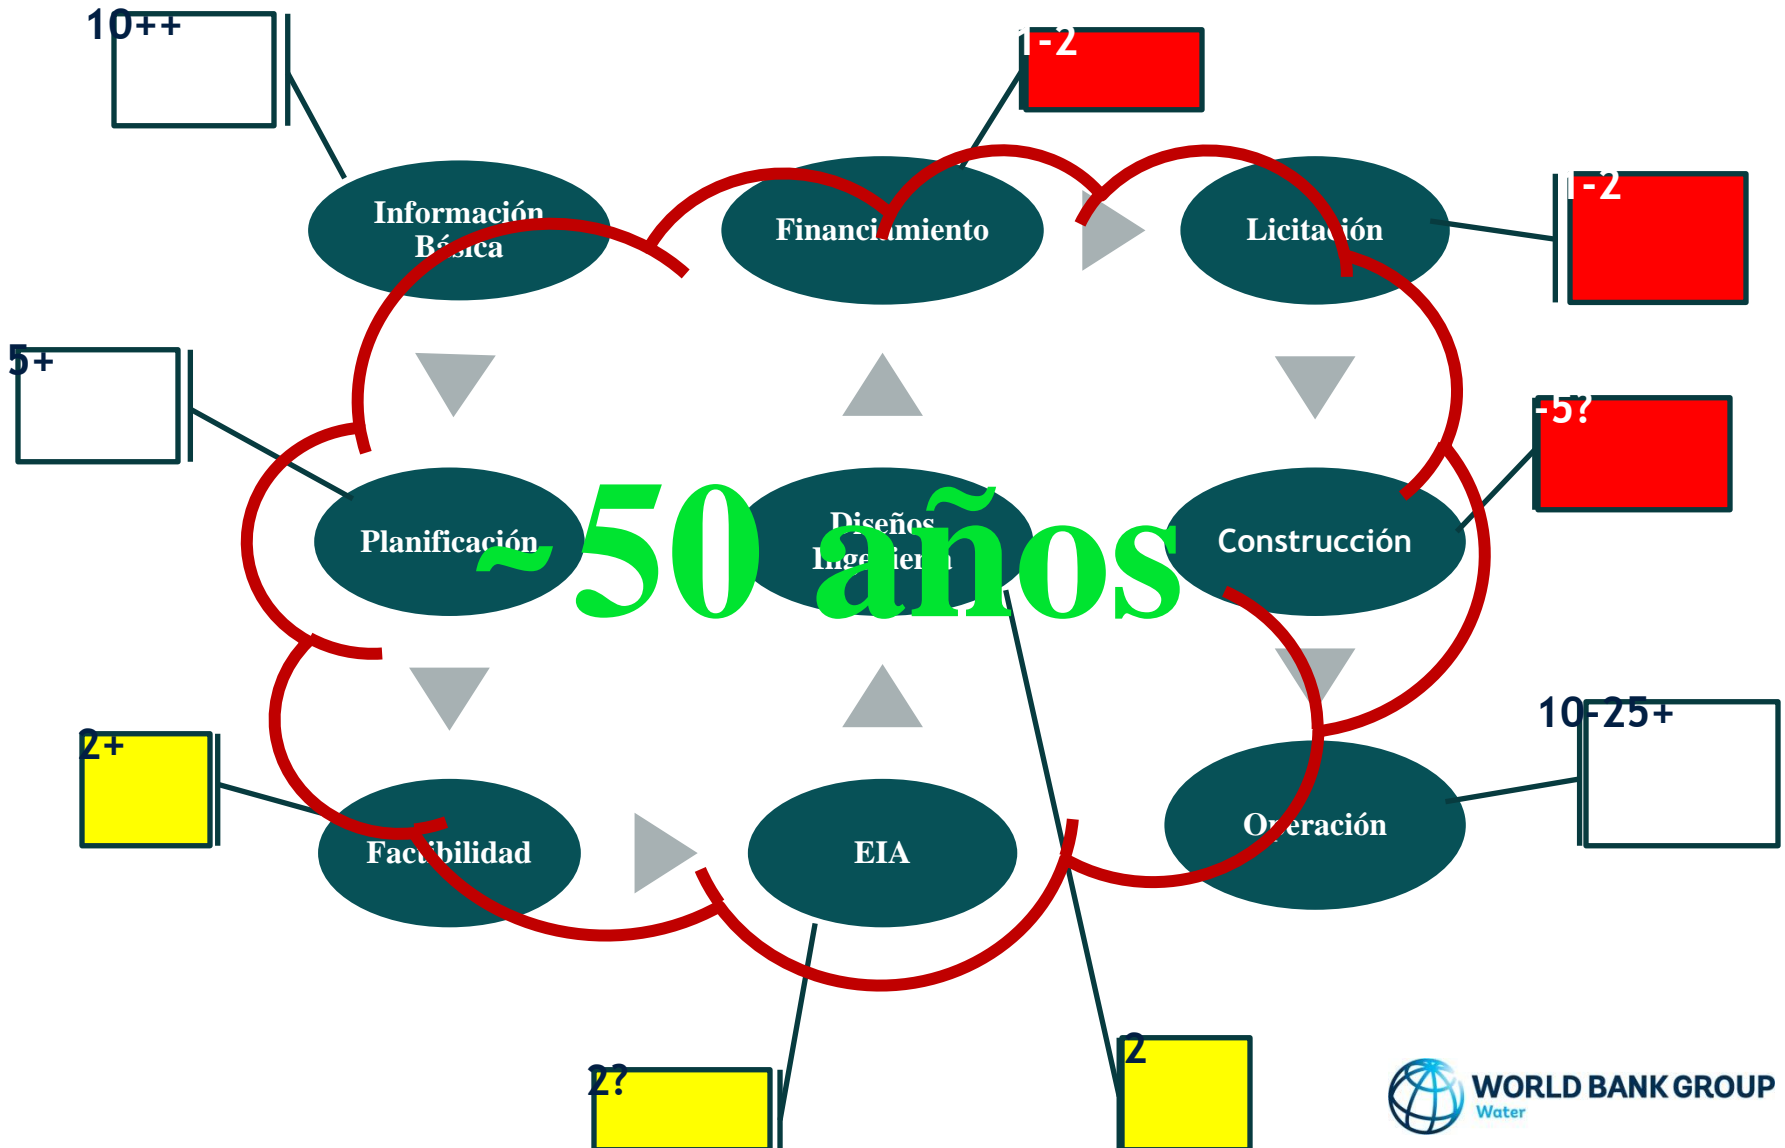 10++
1-2
1-2
Información
Básica
Financiamiento
Licitación
5+
-5?
Planificación
Diseños
Construcción
~50 años
2+
10-25+
Factibilidad
EIA
Operación
2?
2
WORLD BANK GROUP
Water